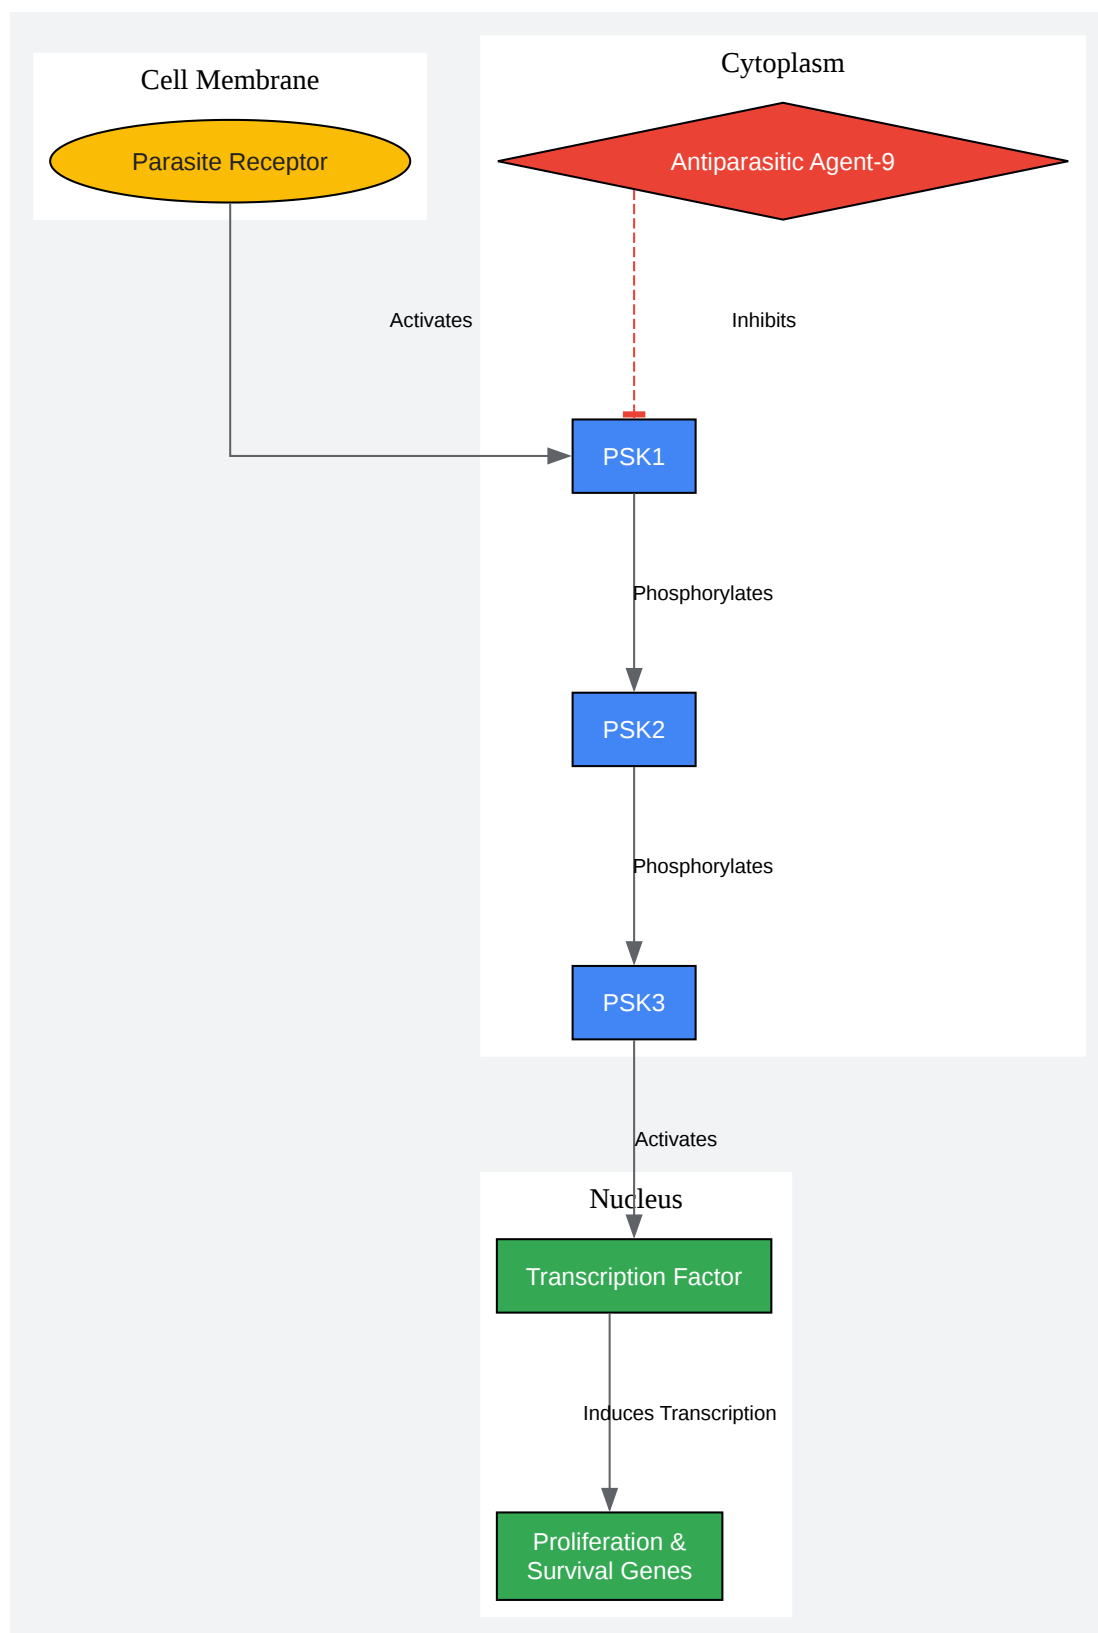 Cell Membrane
Parasite Receptor
Cytoplasm
Antiparasitic Agent-9
Activates
Inhibits
PSK1
Phosphorylates
PSK2
Phosphorylates
PSK3
Activates
Nucleus
Transcription Factor
Induces Transcription
Proliferation &
Survival Genes